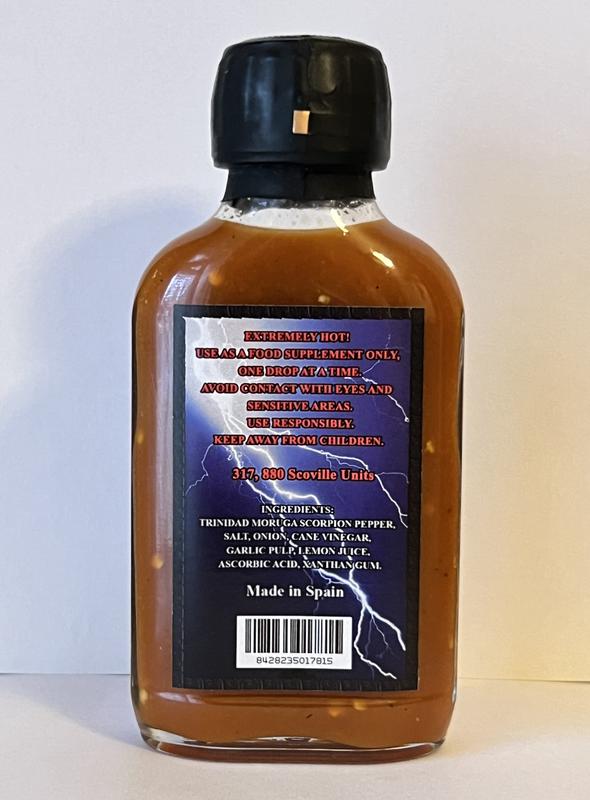 EXTREMELY HOT!
USE AS A FOOD SUPPLEMENT ONLY,
ONE DROP AT A TIME.
AVOID CONTACT WITH EYES AND
SENSITIVE AREAS.
USE RESPONSIBLY.
KEEP AWAY FROM CHILDREN.
317, 880 Scoville Units
INGREDIENTS:
TRINIDAD MORUGA SCORPION PEPPER,
SALT, ONION, CANE VINEGAR,
GARLIC PULP, LEMON JUICE,
ASCORBIC ACID, XANTHAN GUM.
Made in Spain
8428235017815